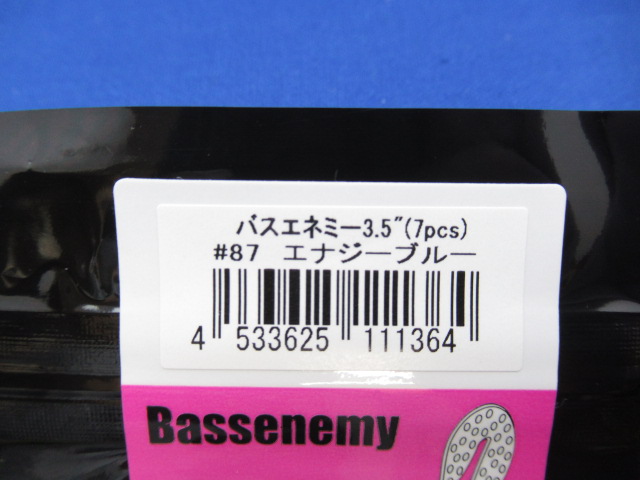 バスエネミー3.5"(7pcs)
#87 エナジーブルー
4 533625 111364
Bassenemy